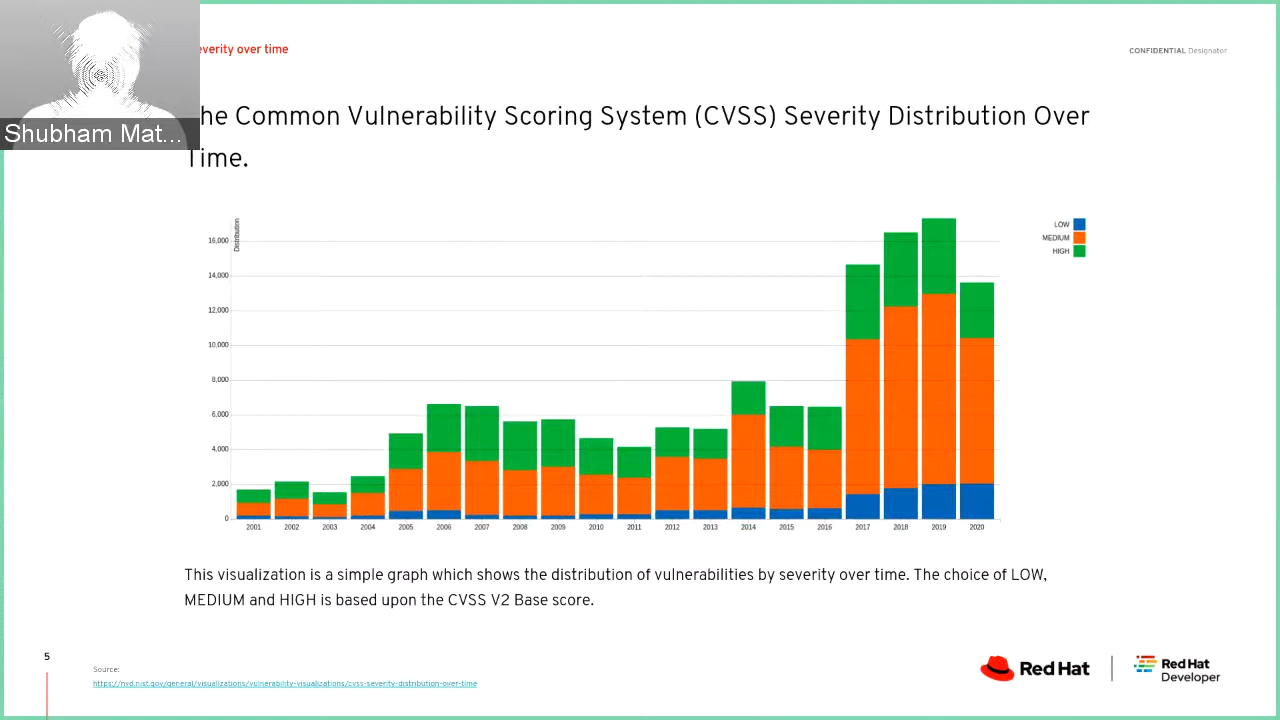 Shubham Mat...
everity over time
CONFIDENTIAL Designator
he Common Vulnerability Scoring System (CVSS) Severity Distribution Over
Time.
Distribution
16,000
14,000
12,000
10,000
8,000
6,000
4,000
2,000
0
2001 2002 2003 2004 2005 2006 2007 2008 2009 2010 2011 2012 2013 2014 2015 2016 2017 2018 2019 2020
LOW
MEDIUM
HIGH
This visualization is a simple graph which shows the distribution of vulnerabilities by severity over time. The choice of LOW,
MEDIUM and HIGH is based upon the CVSS V2 Base score.
5
Source:
https://nvd.nist.gov/general/visualizations/vulnerability-visualizations/cvss-severity-distribution-over-time
Red Hat
Red Hat
Developer